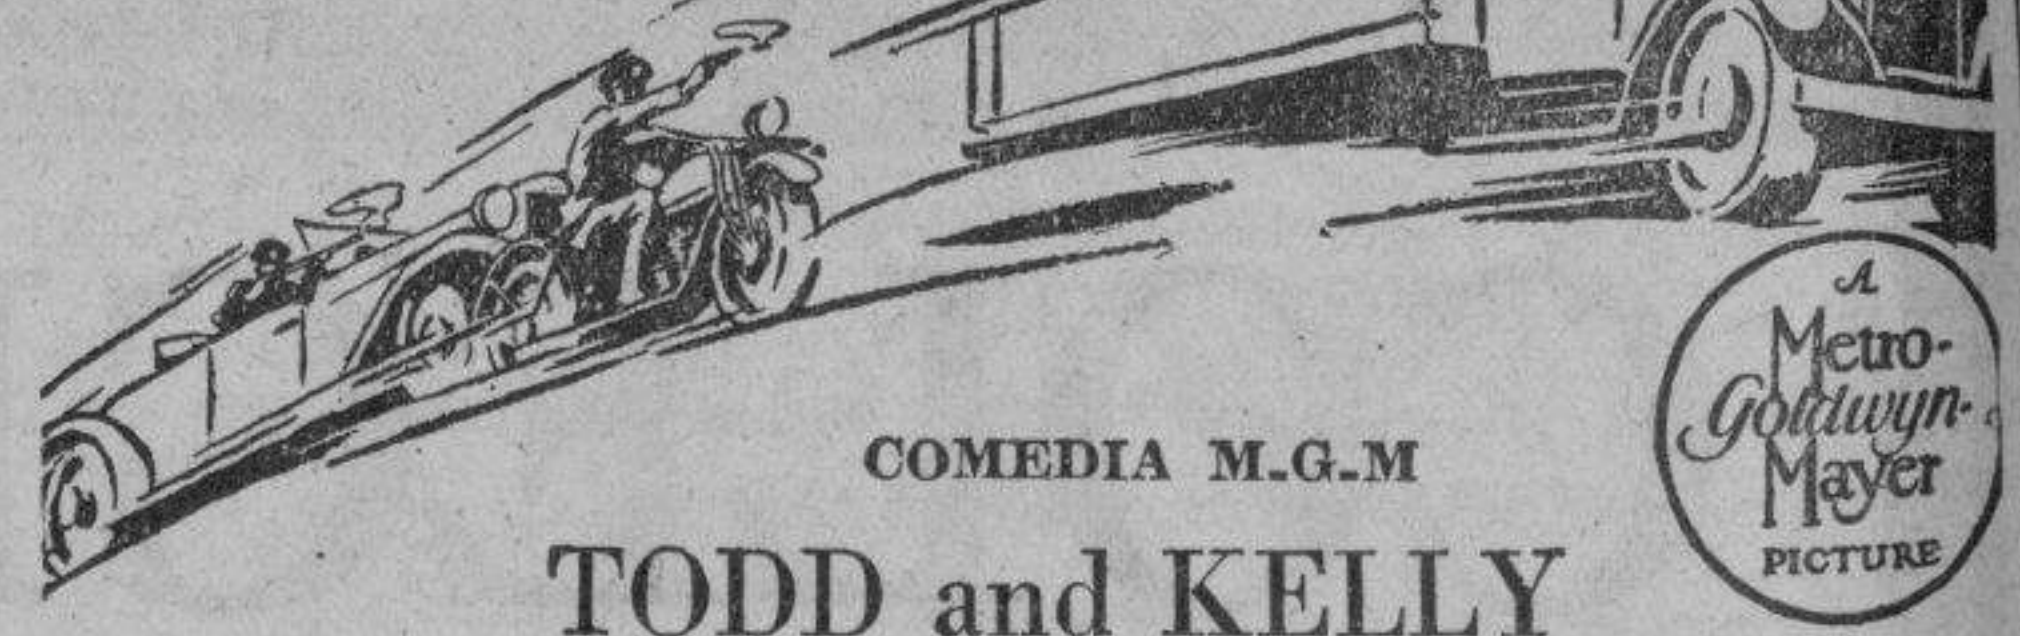 A
Metro-
Goldwyn-
Mayer
PICTURE
COMEDIA M-G-M
TODD and KELLY